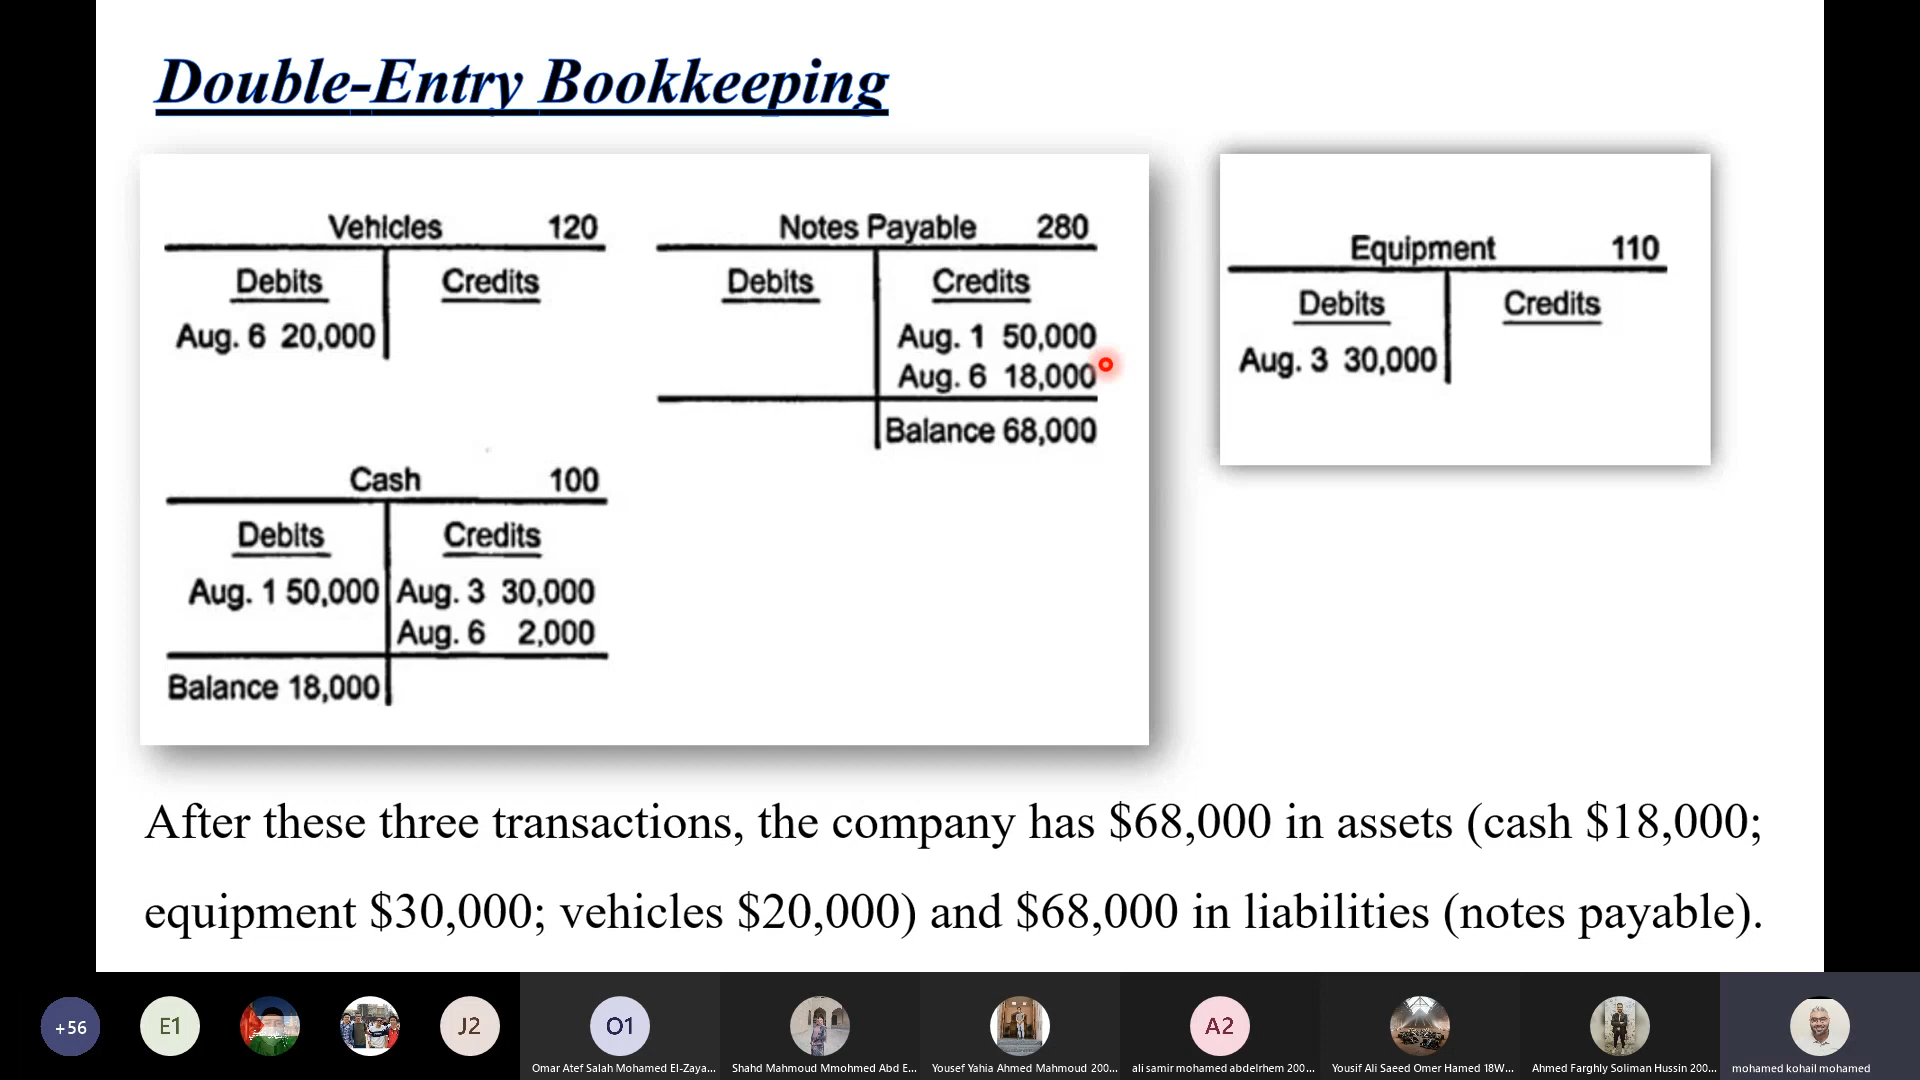 Double-Entry Bookkeeping
Vehicles 120
Debits Credits
Aug. 6 20,000
Notes Payable 280
Debits Credits
Aug. 1 50,000
Aug. 6 18,000
Balance 68,000
Cash 100
Debits Credits
Aug. 1 50,000 Aug. 3 30,000
Aug. 6 2,000
Balance 18,000
Equipment 110
Debits Credits
Aug. 3 30,000
After these three transactions, the company has $68,000 in assets (cash $18,000;
equipment $30,000; vehicles $20,000) and $68,000 in liabilities (notes payable).
+56
E1
J2
O1
A2
Omar Atef Salah Mohamed El-Zaya...
Shahd Mahmoud Mmohmed Abd E...
Yousef Yahia Ahmed Mahmoud 200...
ali samir mohamed abdelrhem 200...
Yousif Ali Saeed Omer Hamed 18W...
Ahmed Farghly Soliman Hussin 200...
mohamed kohail mohamed